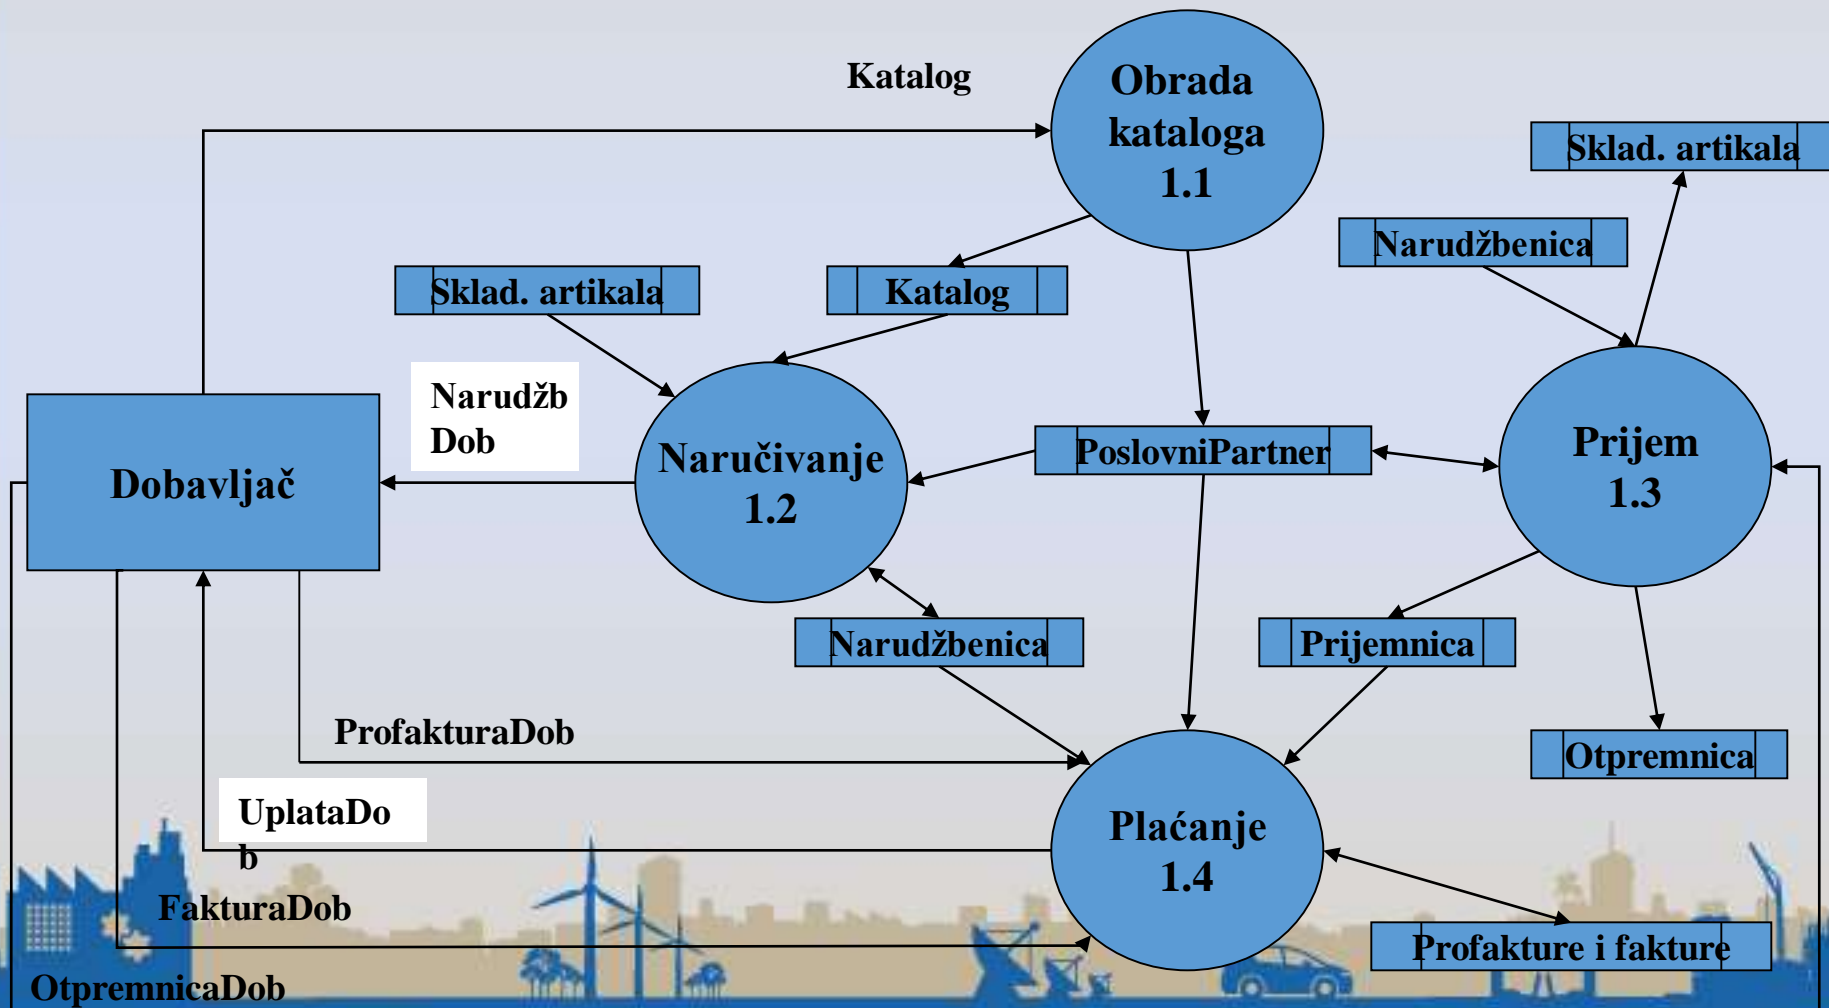 Katalog
Obrada
kataloga
1.1
Sklad. artikala
Narudžbenica
Sklad. artikala
Katalog
Narudžb
Dob
Dobavljač
Naručivanje
1.2
PoslovniPartner
Prijem
1.3
Narudžbenica
Prijemnica
ProfakturaDob
Otpremnica
UplataDo
b
Plaćanje
1.4
FakturaDob
Profakture i fakture
OtpremnicaDob